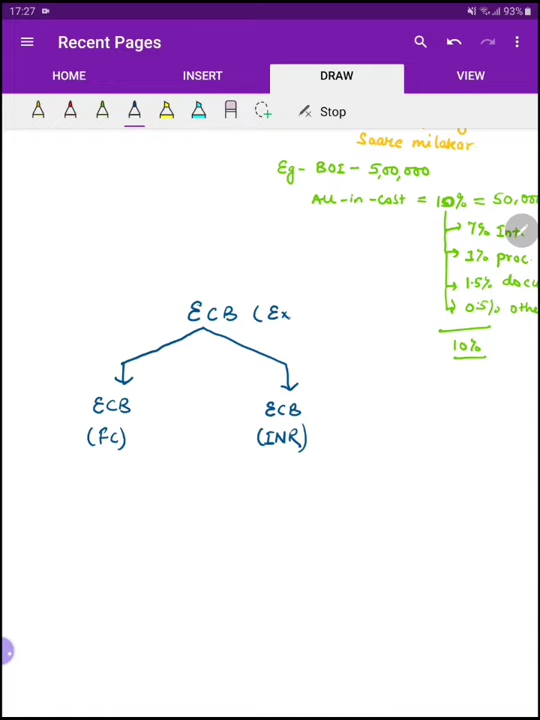 17:27 93%
Recent Pages
HOME INSERT DRAW VIEW
Stop
Saare milakar
Eg- BOI - 5,00,000
All-in-cost = 10% = 50,000
7% Int.
1% proc.
1.5% docu
0.5% othe
10%
ECB (Ex
ECB ECB
(FC) (INR)